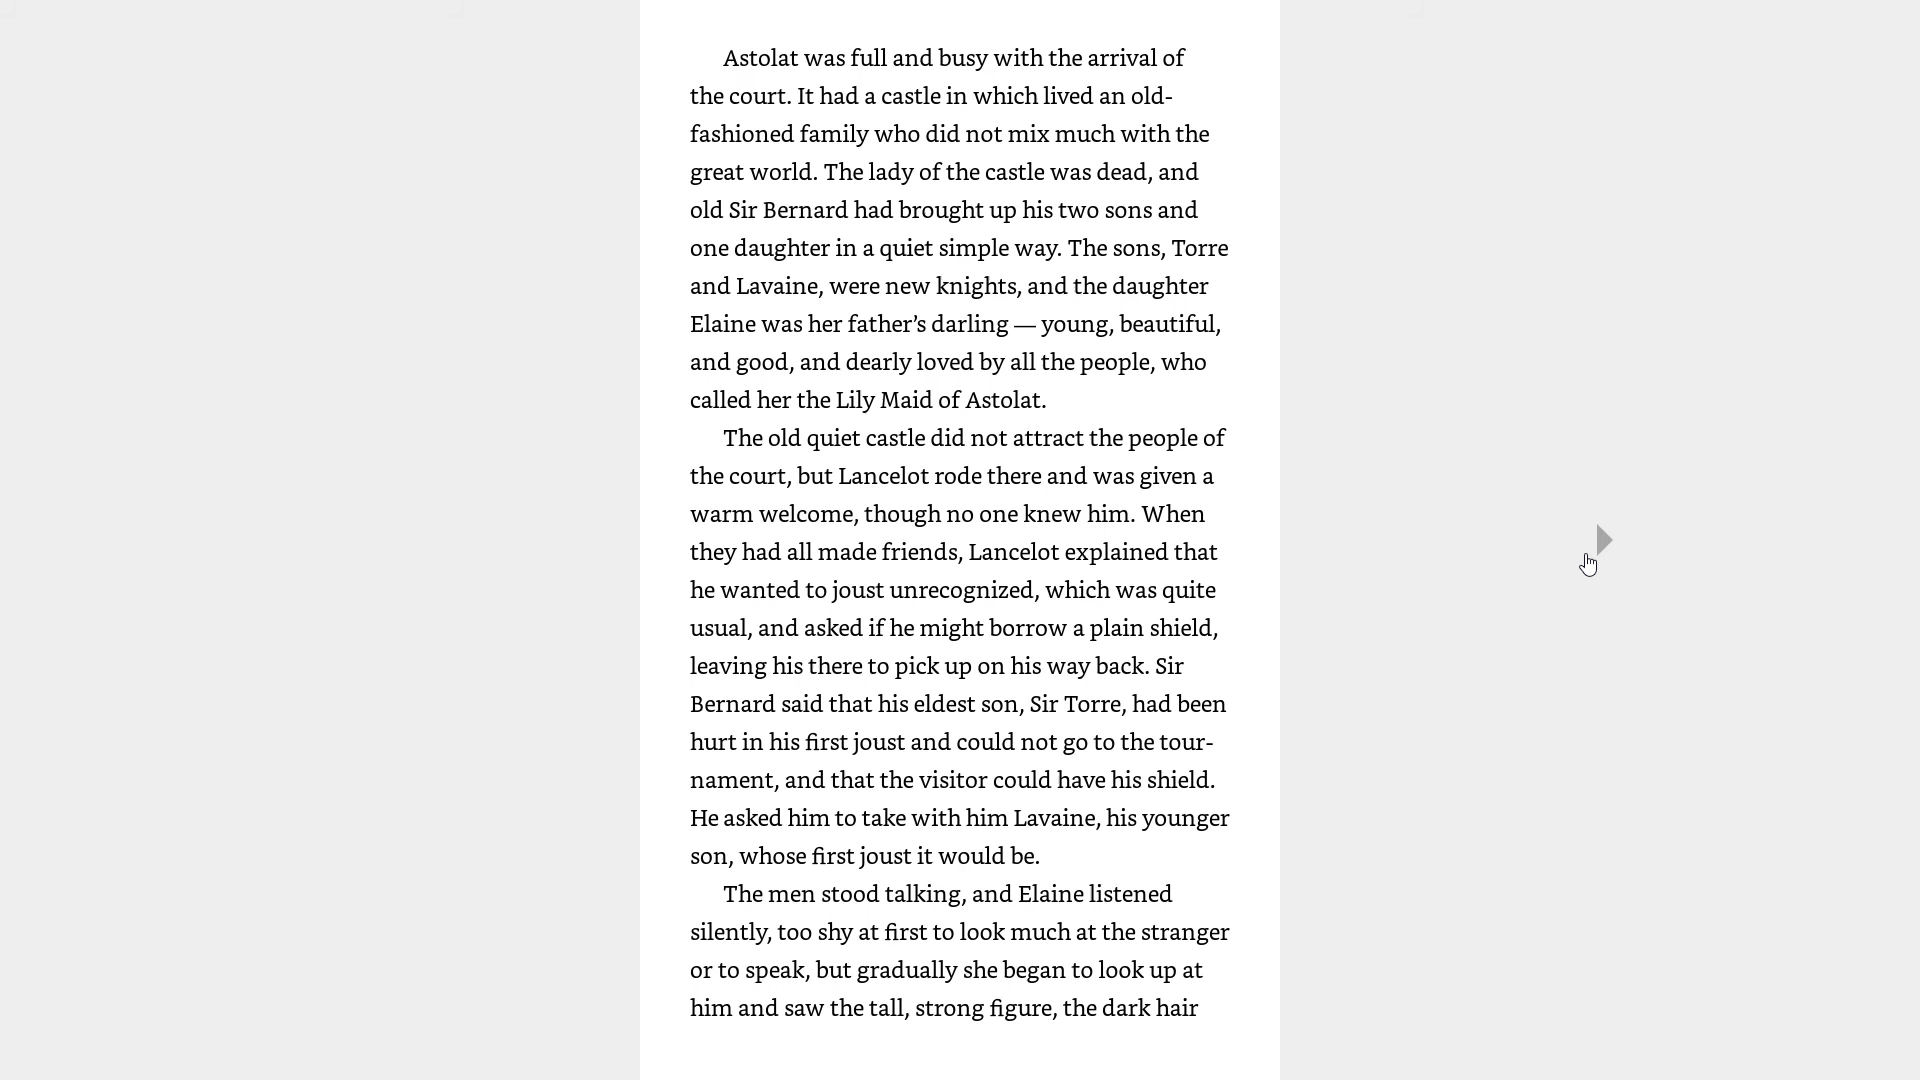 Astolat was full and busy with the arrival of
the court. It had a castle in which lived an old-
fashioned family who did not mix much with the
great world. The lady of the castle was dead, and
old Sir Bernard had brought up his two sons and
one daughter in a quiet simple way. The sons, Torre
and Lavaine, were new knights, and the daughter
Elaine was her father’s darling — young, beautiful,
and good, and dearly loved by all the people, who
called her the Lily Maid of Astolat.
The old quiet castle did not attract the people of
the court, but Lancelot rode there and was given a
warm welcome, though no one knew him. When
they had all made friends, Lancelot explained that
he wanted to joust unrecognized, which was quite
usual, and asked if he might borrow a plain shield,
leaving his there to pick up on his way back. Sir
Bernard said that his eldest son, Sir Torre, had been
hurt in his first joust and could not go to the tour-
nament, and that the visitor could have his shield.
He asked him to take with him Lavaine, his younger
son, whose first joust it would be.
The men stood talking, and Elaine listened
silently, too shy at first to look much at the stranger
or to speak, but gradually she began to look up at
him and saw the tall, strong figure, the dark hair